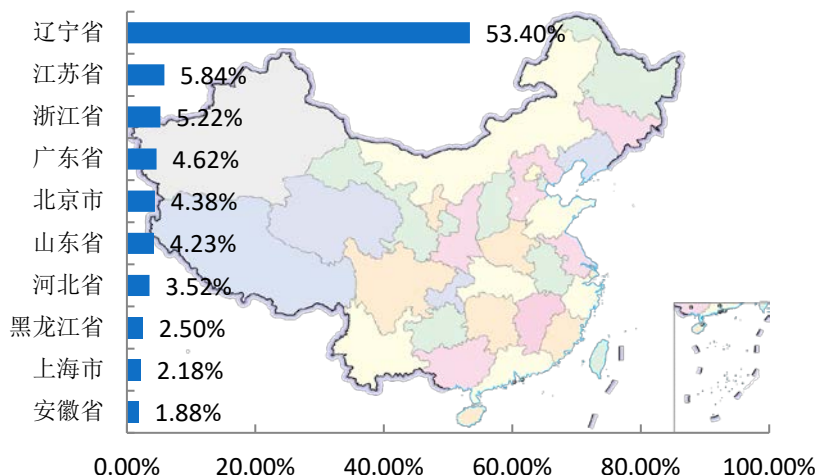 辽宁省 53.40%
江苏省 5.84%
浙江省 5.22%
广东省 4.62%
北京市 4.38%
山东省 4.23%
河北省 3.52%
黑龙江省 2.50%
上海市 2.18%
安徽省 1.88%
0.00% 20.00% 40.00% 60.00% 80.00% 100.00%